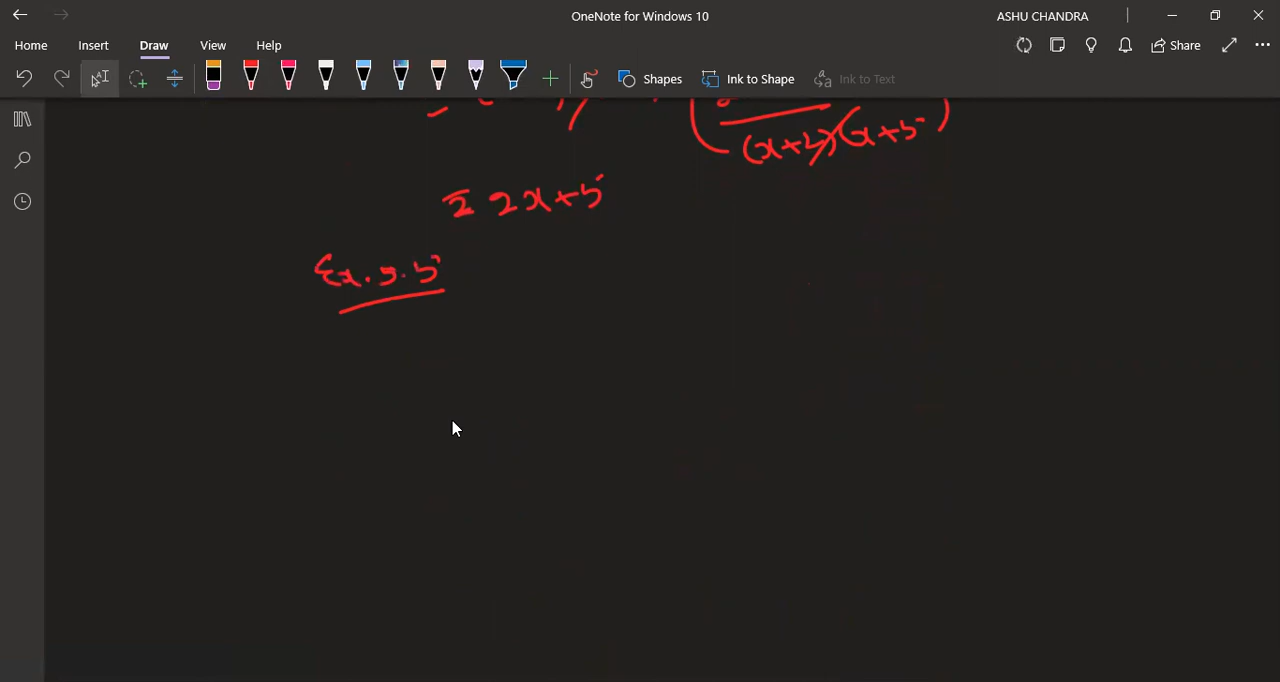 OneNote for Windows 10
ASHU CHANDRA
Home Insert Draw View Help
Share
Shapes Ink to Shape Ink to Text
(x+5)(x+5)
= 2x+5
Ex. 9.5